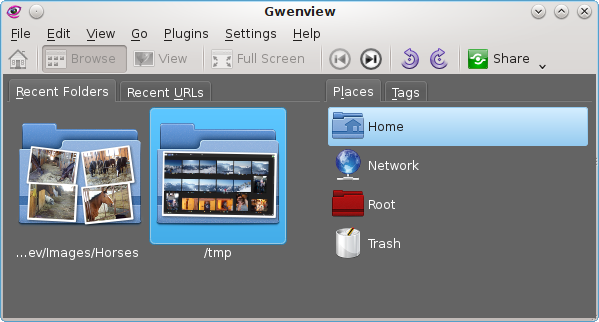 Gwenview
File Edit View Go Plugins Settings Help
Browse View Full Screen Share
Recent Folders Recent URLs Places Tags
Home
Network
Root
Trash
...ev/Images/Horses /tmp